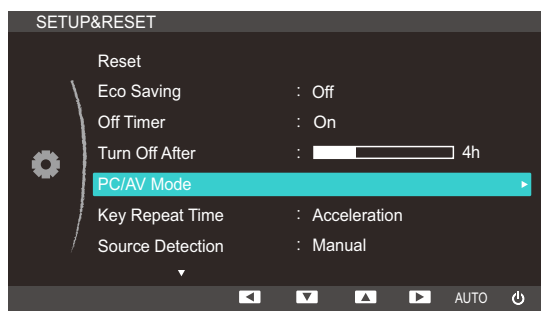 SETUP&RESET
Reset
Eco Saving : Off
Off Timer : On
Turn Off After : 4h
PC/AV Mode
Key Repeat Time : Acceleration
Source Detection : Manual
AUTO